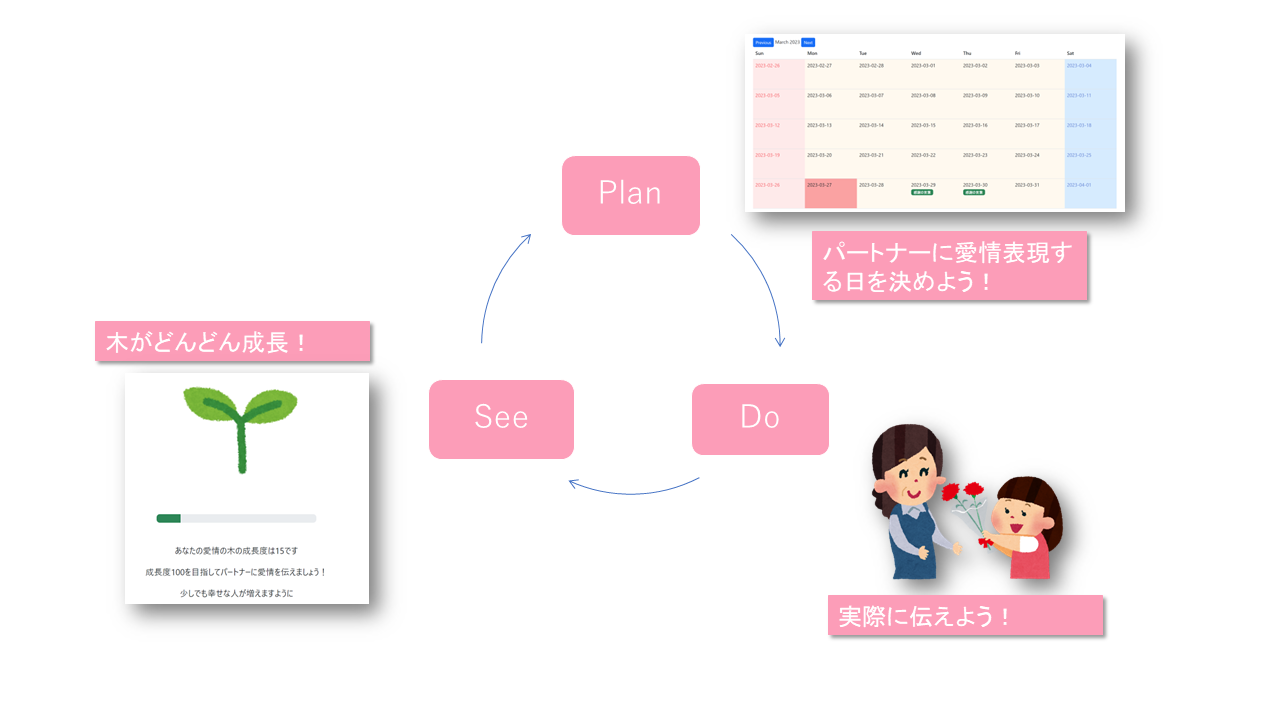 Previous March 2023 Next
Sun Mon Tue Wed Thu Fri Sat
2023-02-26 2023-02-27 2023-02-28 2023-03-01 2023-03-02 2023-03-03 2023-03-04
2023-03-05 2023-03-06 2023-03-07 2023-03-08 2023-03-09 2023-03-10 2023-03-11
2023-03-12 2023-03-13 2023-03-14 2023-03-15 2023-03-16 2023-03-17 2023-03-18
2023-03-19 2023-03-20 2023-03-21 2023-03-22 2023-03-23 2023-03-24 2023-03-25
2023-03-26 2023-03-27 2023-03-28 2023-03-29 2023-03-30 2023-03-31 2023-04-01
Plan
パートナーに愛情表現す
る日を決めよう！
木がどんどん成長！
See
Do
あなたの愛情の木の成長度は15です
成長度100を目指してパートナーに愛情を伝えましょう！
少しでも幸せな人が増えますように
実際に伝えよう！